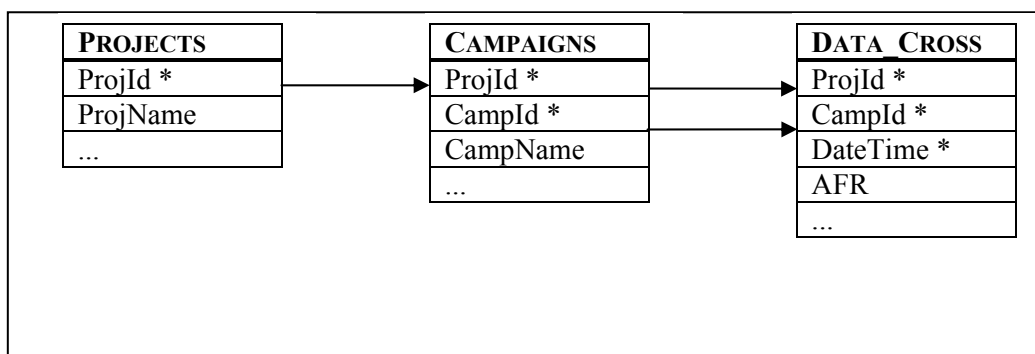 PROJECTS
ProjId *
ProjName
...
CAMPAIGNS
ProjId *
CampId *
CampName
...
DATA_CROSS
ProjId *
CampId *
DateTime *
AFR
...